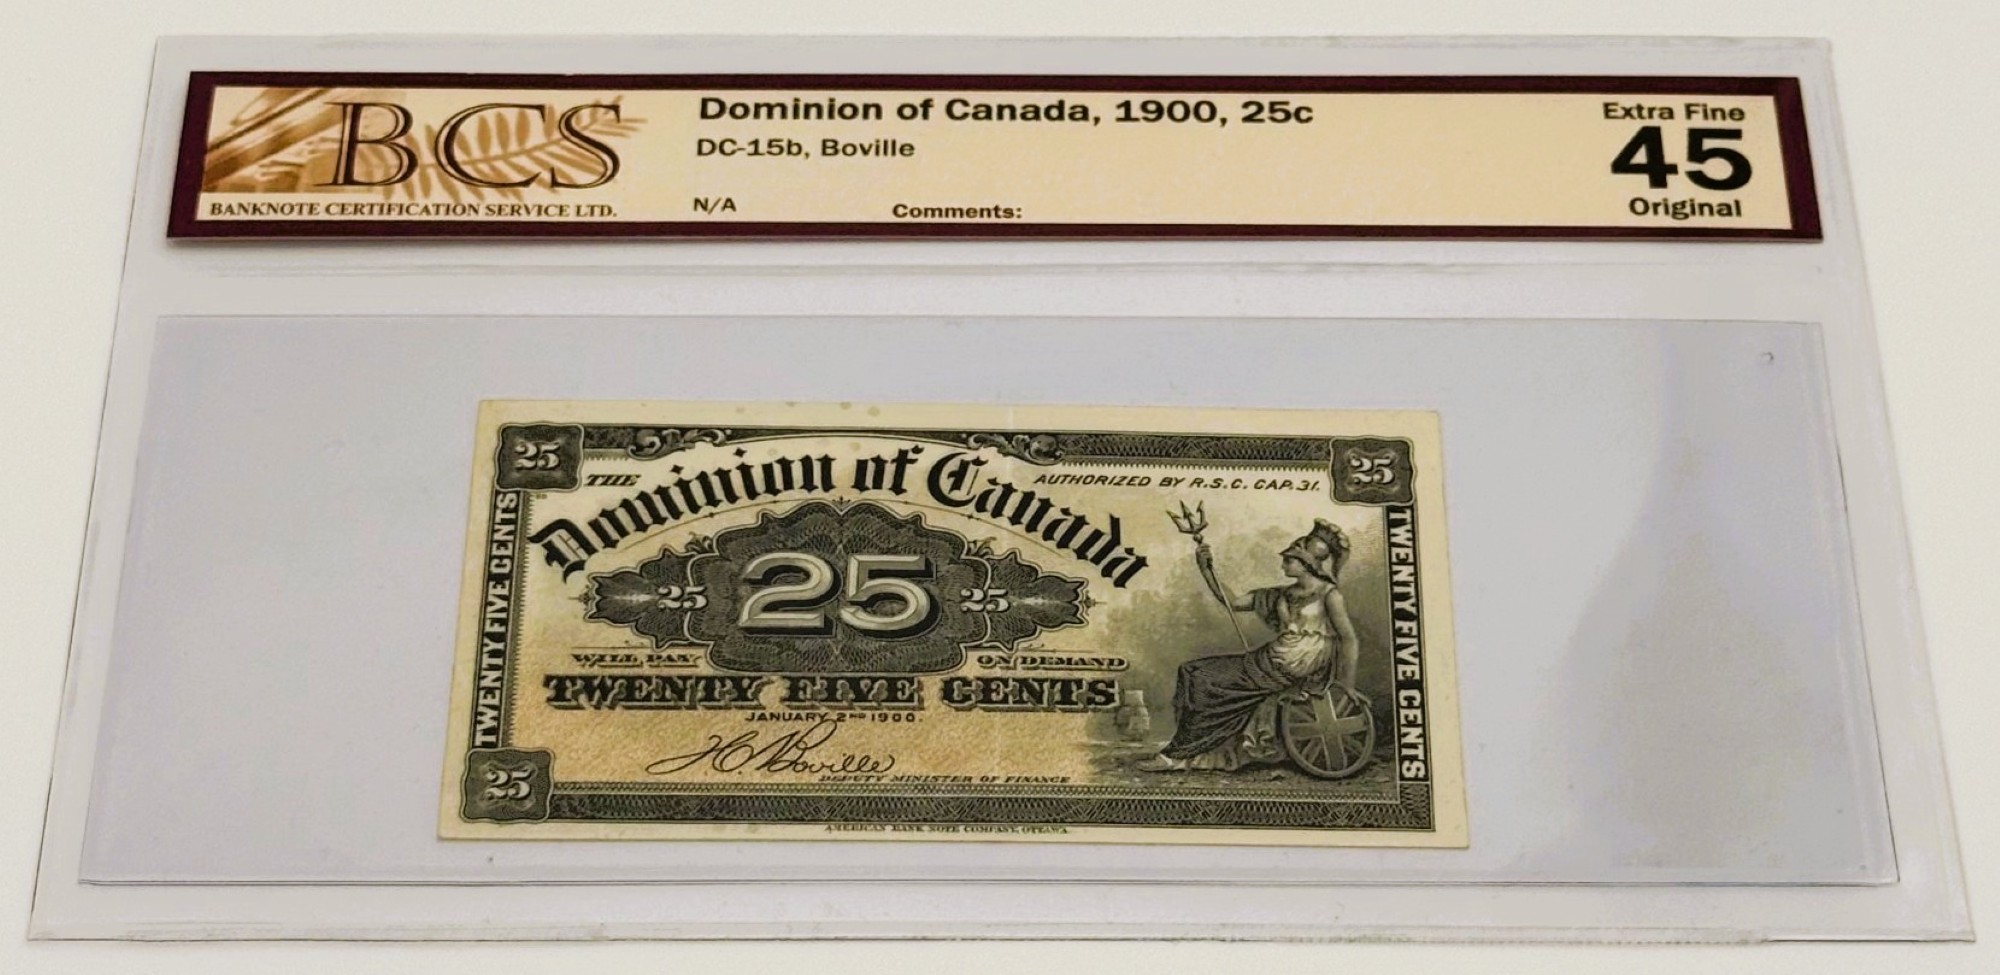 BCS
BANKNOTE CERTIFICATION SERVICE LTD.
Dominion of Canada, 1900, 25c
DC-15b, Boville
N/A
Comments:
Extra Fine
45
Original
25
25
THE
Dominion of Canada
AUTHORIZED BY R.S.C. CAP. 31.
TWENTY FIVE CENTS
25
25
25
TWENTY FIVE CENTS
WILL PAY
ON DEMAND
TWENTY FIVE CENTS
JANUARY 2ND 1900.
J.C. Boville
DEPUTY MINISTER OF FINANCE
25
AMERICAN BANK NOTE COMPANY, OTTAWA